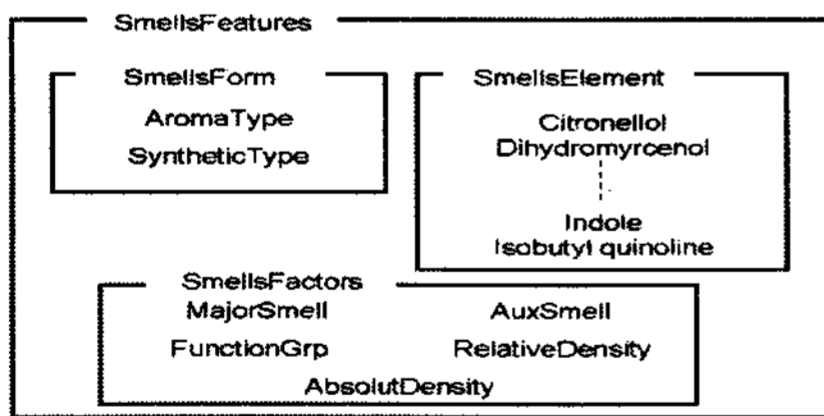 SmellsFeatures
SmellsForm
AromaType
SyntheticType
SmellsElement
Citronellol
Dihydromyrcenol
Indole
Isobutyl quinoline
SmellsFactors
MajorSmell AuxSmell
FunctionGrp RelativeDensity
AbsolutDensity